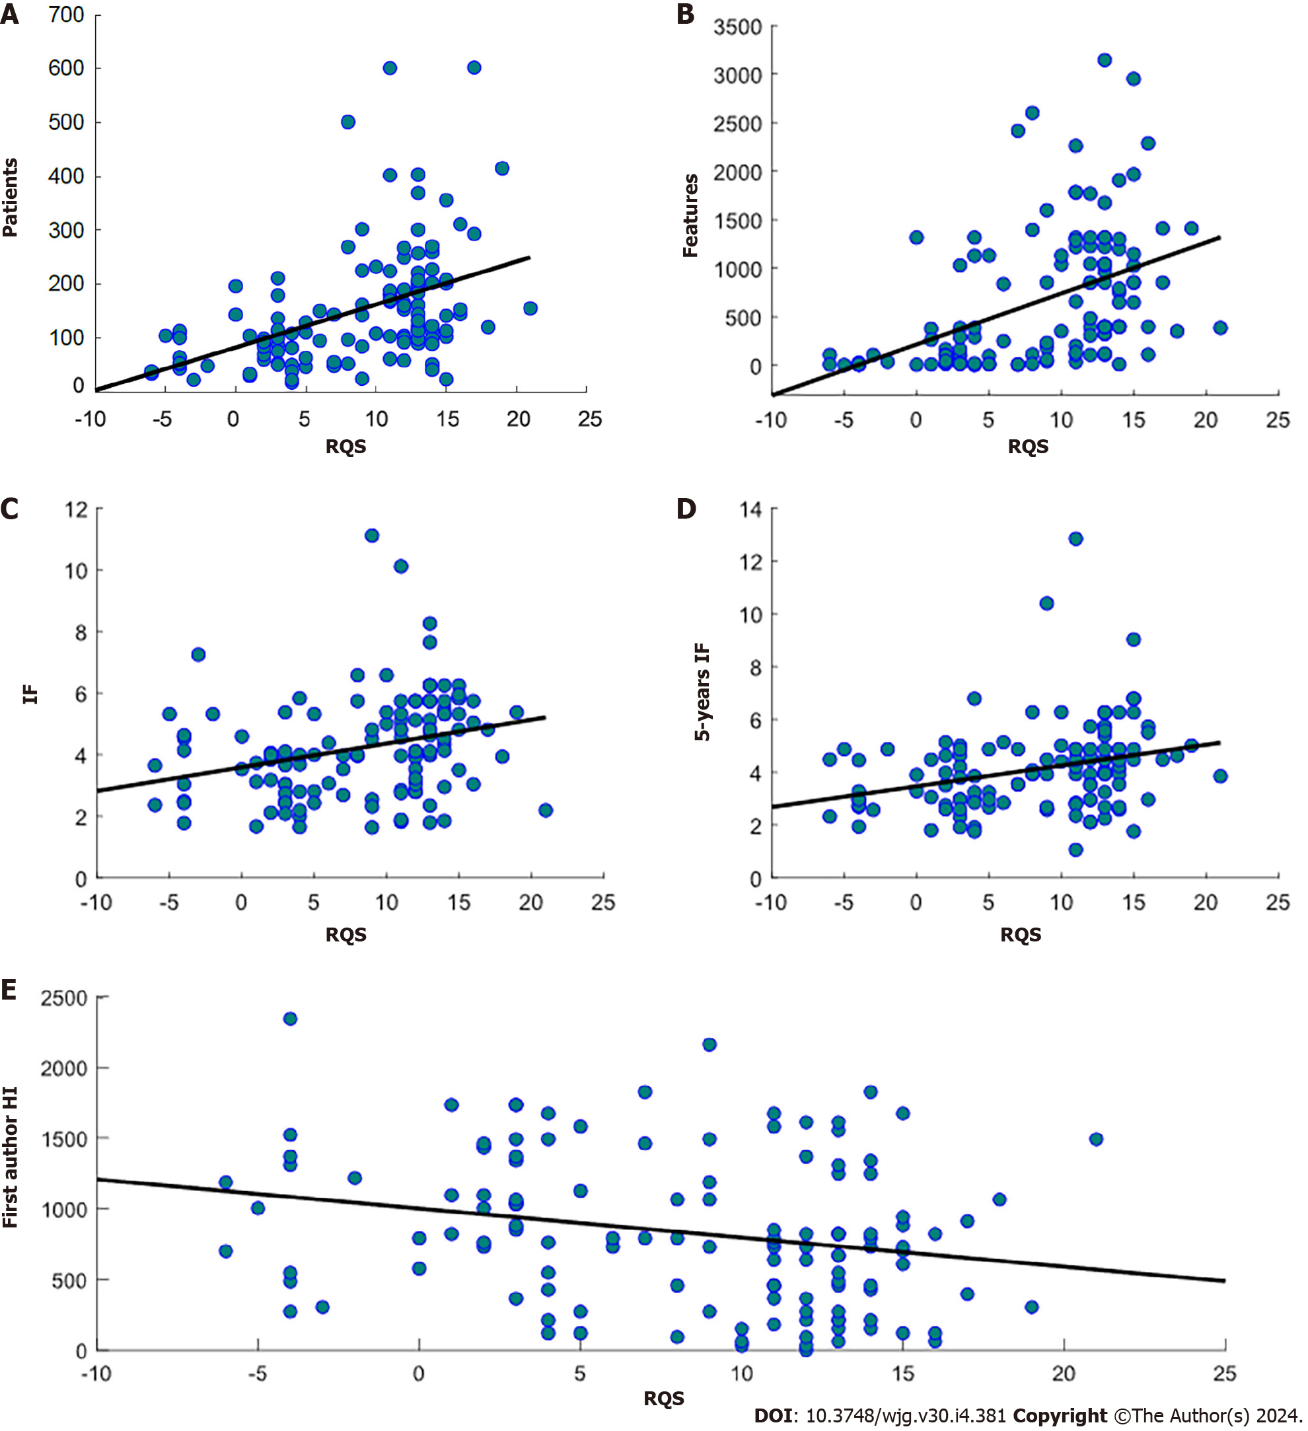 A
700
600
500
400
300
200
100
0
Patients
-10 -5 0 5 10 15 20 25
RQS
B
3500
3000
2500
2000
1500
1000
500
0
Features
-10 -5 0 5 10 15 20 25
RQS
C
12
10
8
6
4
2
0
IF
-10 -5 0 5 10 15 20 25
RQS
D
14
12
10
8
6
4
2
0
5-years IF
-10 -5 0 5 10 15 20 25
RQS
E
2500
2000
1500
1000
500
0
First author HI
-10 -5 0 5 10 15 20 25
RQS
DOI: 10.3748/wjg.v30.i4.381 Copyright ©The Author(s) 2024.